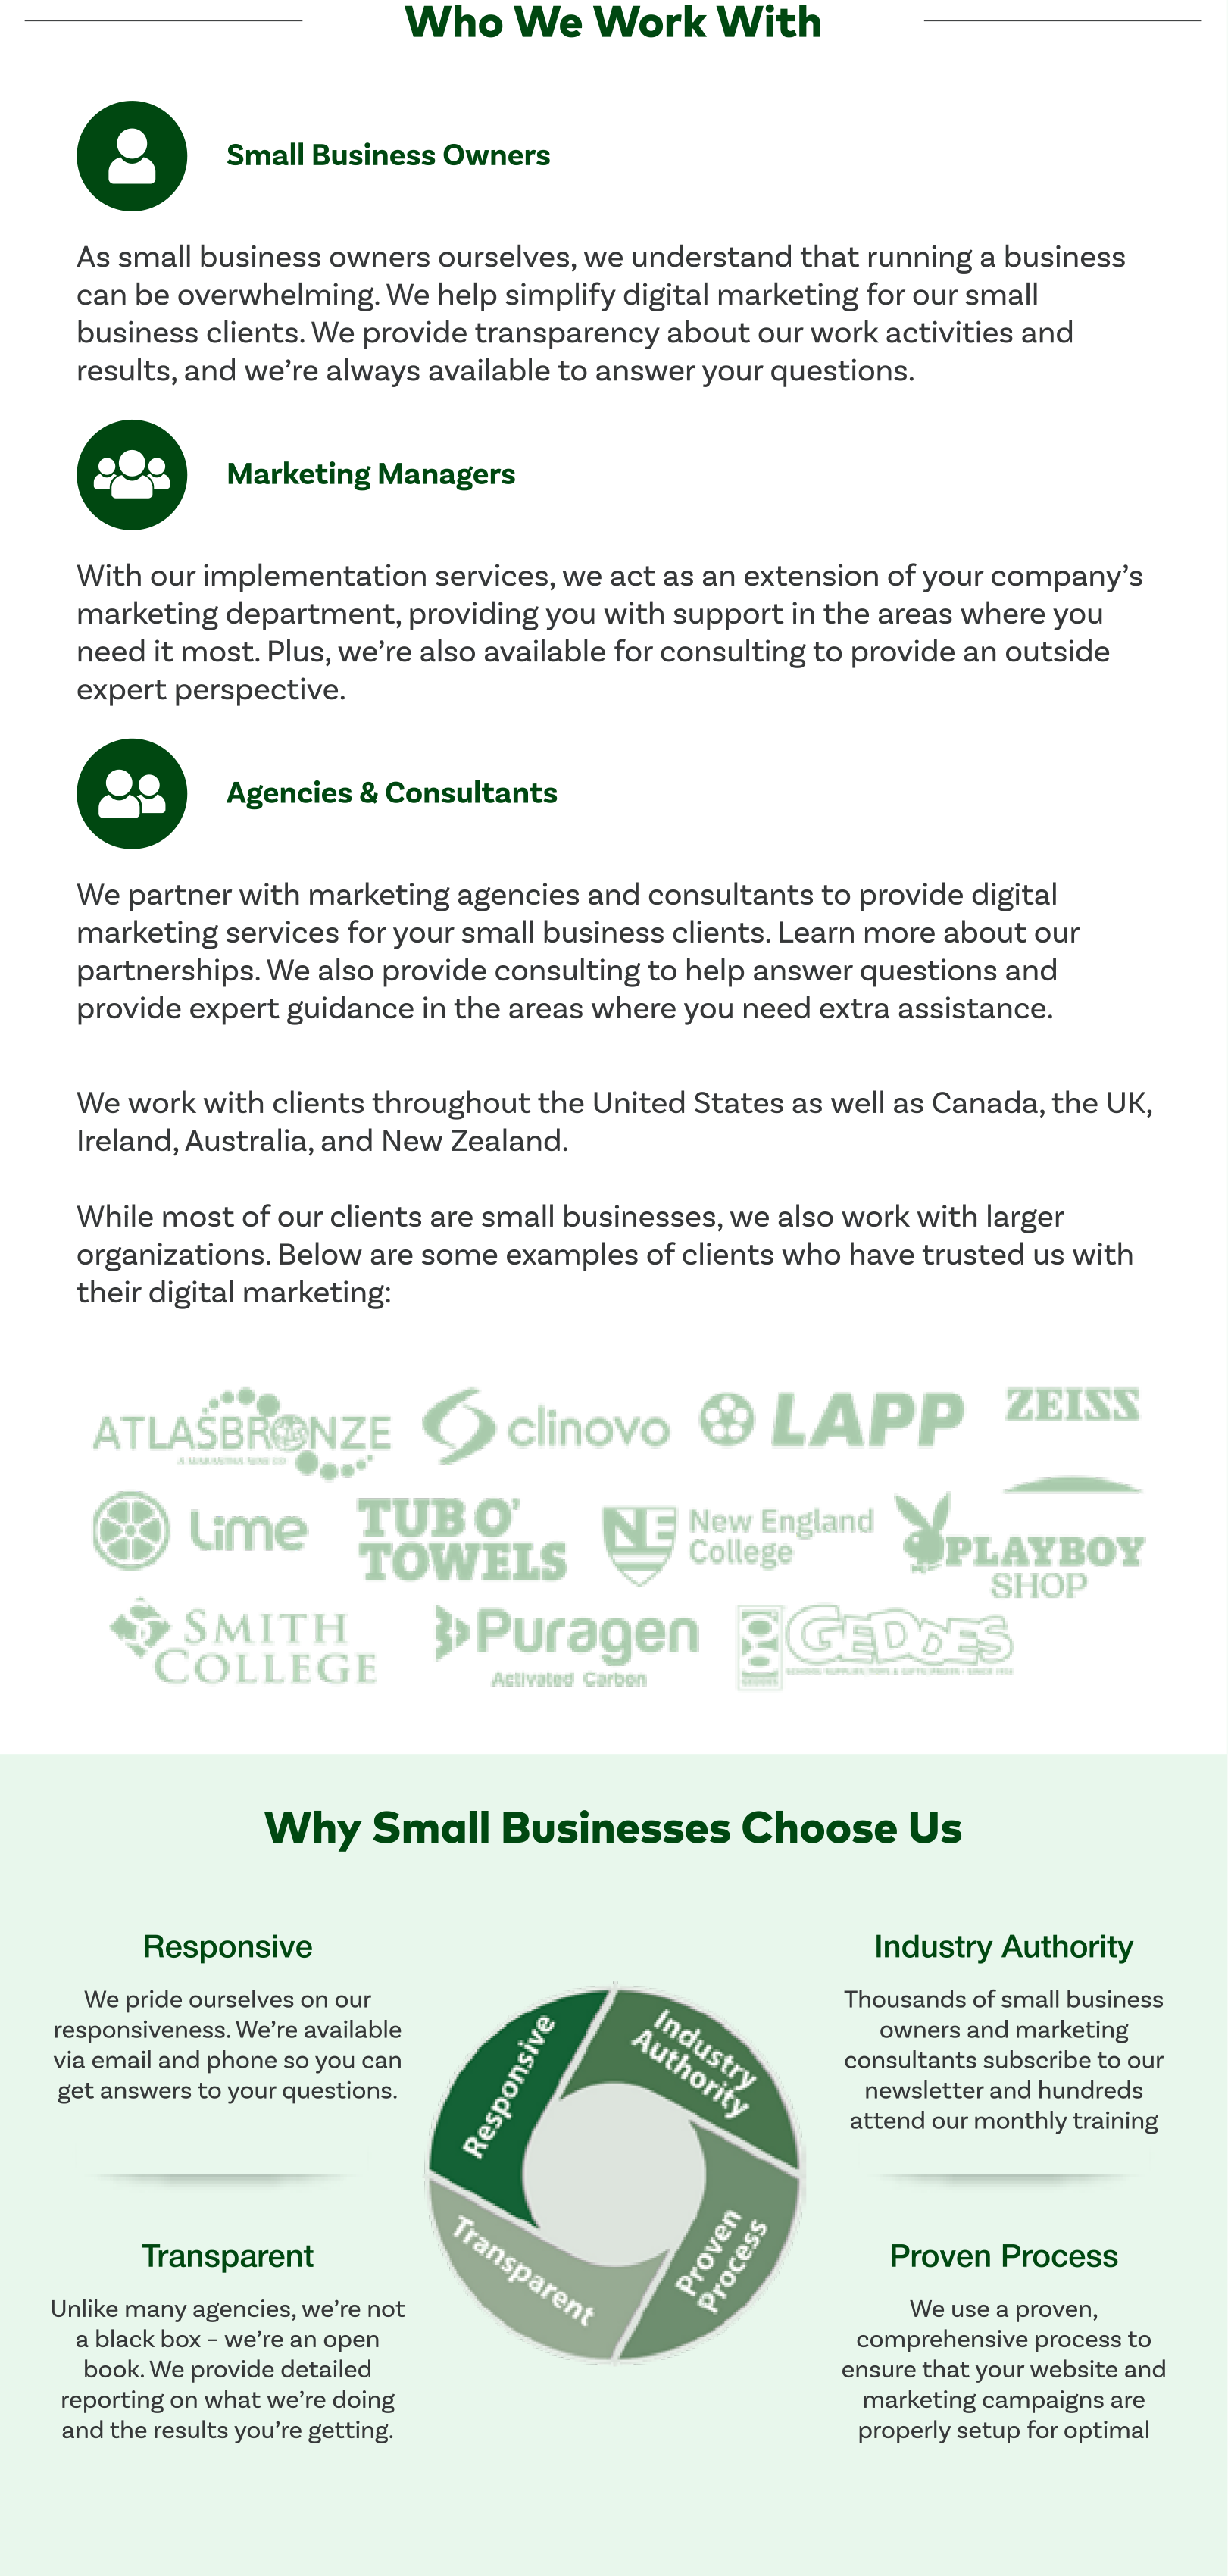 Who We Work With
Small Business Owners
As small business owners ourselves, we understand that running a business
can be overwhelming. We help simplify digital marketing for our small
business clients. We provide transparency about our work activities and
results, and we’re always available to answer your questions.
Marketing Managers
With our implementation services, we act as an extension of your company’s
marketing department, providing you with support in the areas where you
need it most. Plus, we’re also available for consulting to provide an outside
expert perspective.
Agencies & Consultants
We partner with marketing agencies and consultants to provide digital
marketing services for your small business clients. Learn more about our
partnerships. We also provide consulting to help answer questions and
provide expert guidance in the areas where you need extra assistance.
We work with clients throughout the United States as well as Canada, the UK,
Ireland, Australia, and New Zealand.
While most of our clients are small businesses, we also work with larger
organizations. Below are some examples of clients who have trusted us with
their digital marketing:
ATLAS BRONZE
clinovo
LAPP
ZEISS
Lime
TUB O’
TOWELS
NE
New England
College
PLAYBOY
SHOP
SMITH
COLLEGE
Puragen
Activated Carbon
GEDDES
Why Small Businesses Choose Us
Responsive
We pride ourselves on our
responsiveness. We’re available
via email and phone so you can
get answers to your questions.
Transparent
Unlike many agencies, we’re not
a black box – we’re an open
book. We provide detailed
reporting on what we’re doing
and the results you’re getting.
Responsive
Industry
Authority
Transparent
Proven
Process
Industry Authority
Thousands of small business
owners and marketing
consultants subscribe to our
newsletter and hundreds
attend our monthly training
Proven Process
We use a proven,
comprehensive process to
ensure that your website and
marketing campaigns are
properly setup for optimal